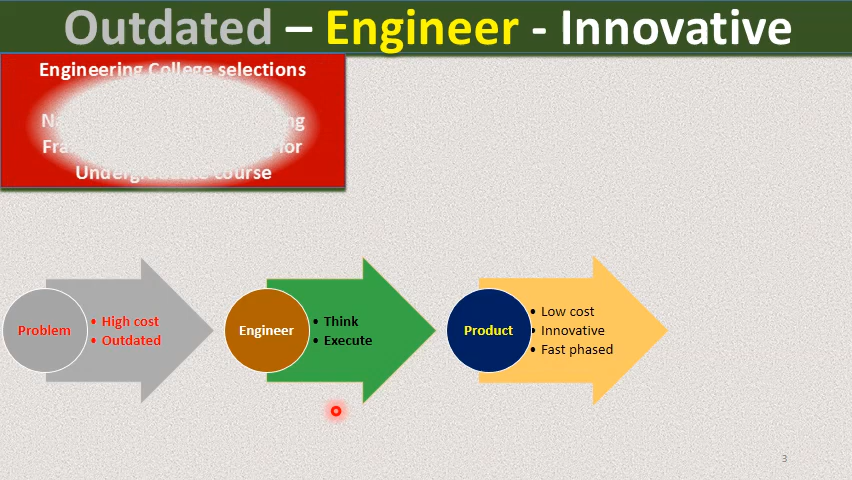 Outdated – Engineer - Innovative
Engineering College selections
for
Undergraduate course
Problem
• High cost
• Outdated
Engineer
• Think
• Execute
Product
• Low cost
• Innovative
• Fast phased
3